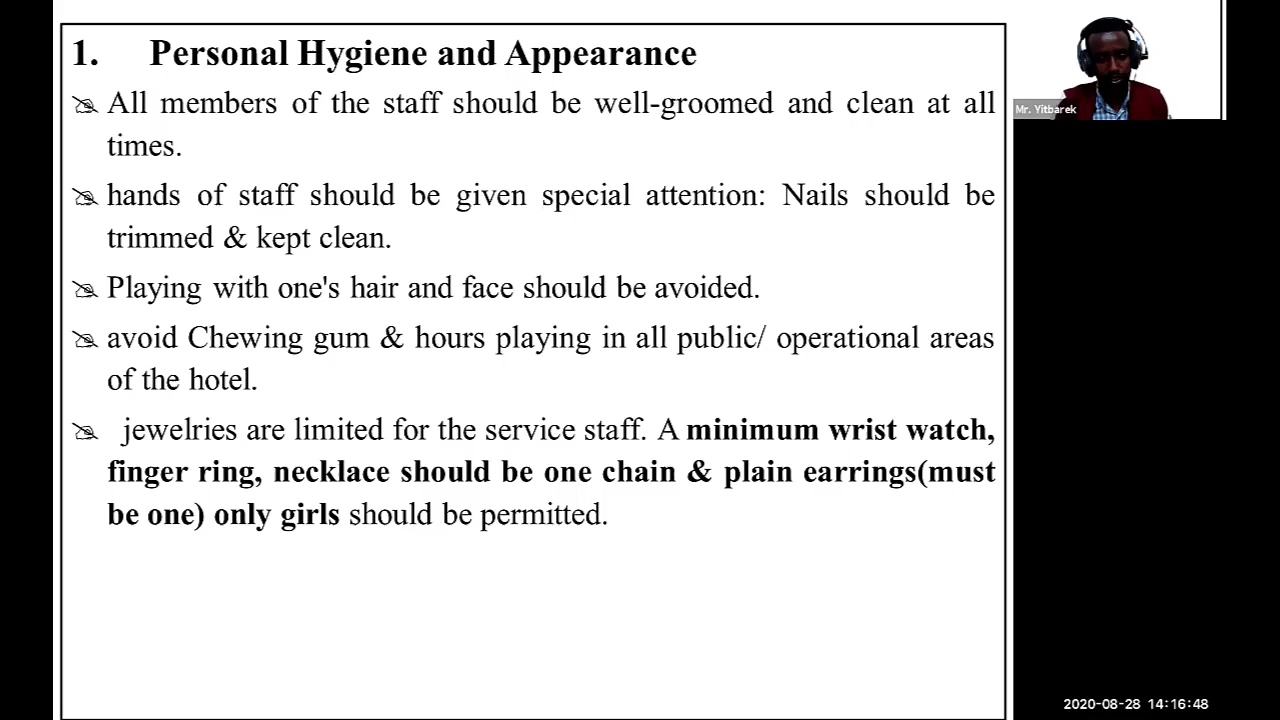 1. Personal Hygiene and Appearance
All members of the staff should be well-groomed and clean at all
times.
hands of staff should be given special attention: Nails should be
trimmed & kept clean.
Playing with one's hair and face should be avoided.
avoid Chewing gum & hours playing in all public/ operational areas
of the hotel.
jewelries are limited for the service staff. A minimum wrist watch,
finger ring, necklace should be one chain & plain earrings(must
be one) only girls should be permitted.
Mr. Yitbarek
2020-08-28 14:16:48